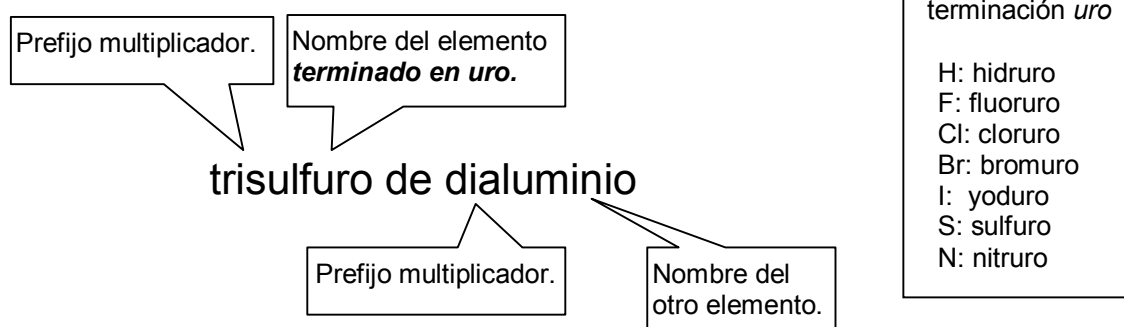 Prefijo multiplicador.
Nombre del elemento
terminado en uro.
trisulfuro de dialuminio
Prefijo multiplicador.
Nombre del
otro elemento.
terminación uro
H: hidruro
F: fluoruro
Cl: cloruro
Br: bromuro
I: yoduro
S: sulfuro
N: nitruro